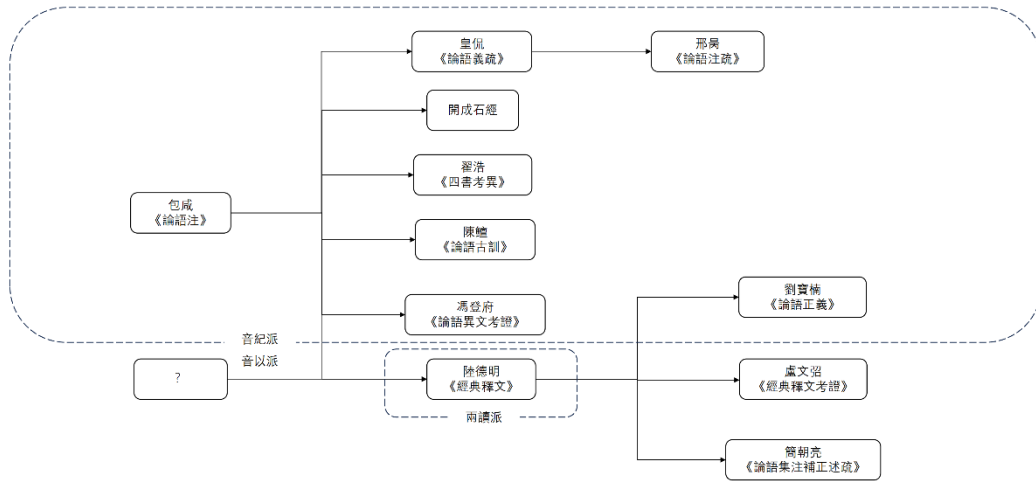 皇侃
《論語義疏》
邢昺
《論語注疏》
開成石經
翟浩
《四書考異》
包咸
《論語注》
陳鱣
《論語古訓》
馮登府
《論語異文考證》
劉寶楠
《論語正義》
音紀派
音以派
?
陸德明
《經典釋文》
兩讀派
盧文弨
《經典釋文考證》
簡朝亮
《論語集注補正述疏》